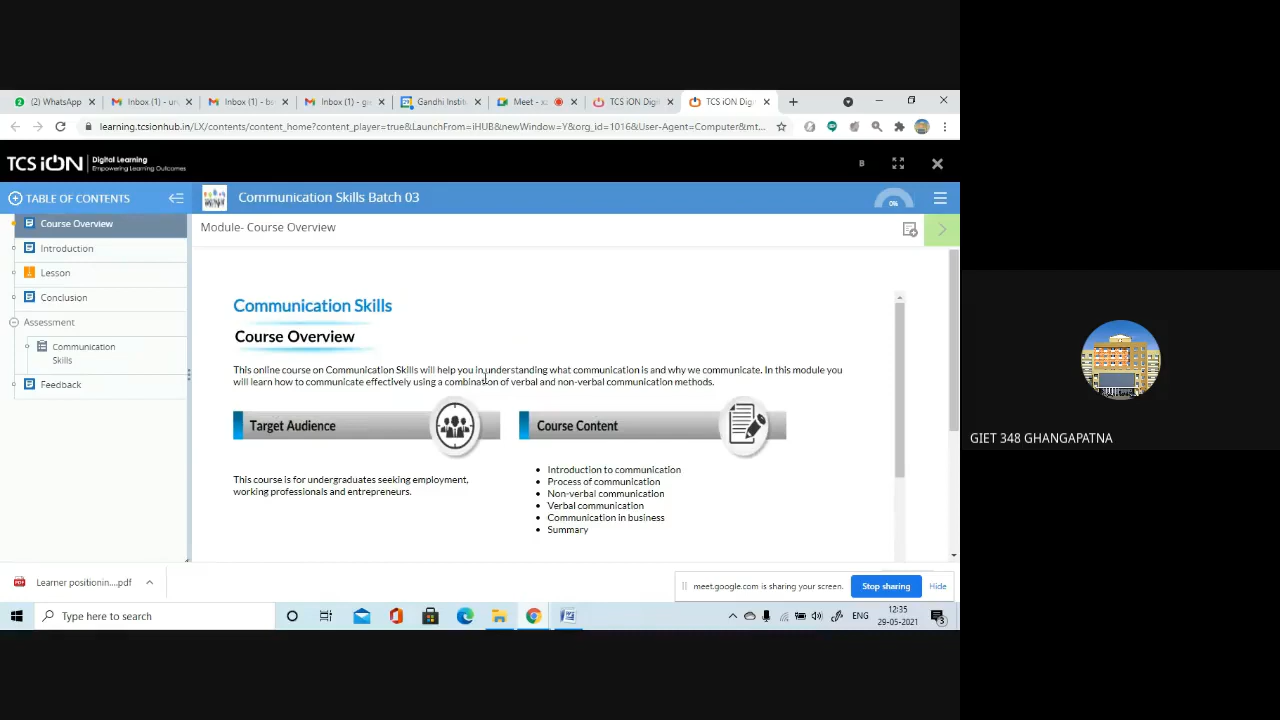 (2) WhatsApp
Inbox (1) - ur
Inbox (1) - bs
Inbox (1) - gi
Gandhi Instit
Meet - x
TCS iON Digi
TCS iON Dig
learning.tcsionhub.in/LX/contents/content_home?content_player=true&LaunchFrom=iHUB&newWindow=Y&org_id=1016&User-Agent=Computer&mt...
TCS iON
Digital Learning
Empowering Learning Outcomes
B
TABLE OF CONTENTS
Communication Skills Batch 03
0%
Course Overview
Introduction
Lesson
Conclusion
Assessment
Communication
Skills
Feedback
Module- Course Overview
Communication Skills
Course Overview
This online course on Communication Skills will help you in understanding what communication is and why we communicate. In this module you
will learn how to communicate effectively using a combination of verbal and non-verbal communication methods.
Target Audience
This course is for undergraduates seeking employment,
working professionals and entrepreneurs.
Course Content
Introduction to communication
Process of communication
Non-verbal communication
Verbal communication
Communication in business
Summary
GIET 348 GHANGAPATNA
Learner positionin....pdf
meet.google.com is sharing your screen.
Stop sharing
Hide
Type here to search
ENG
12:35
29-05-2021
3